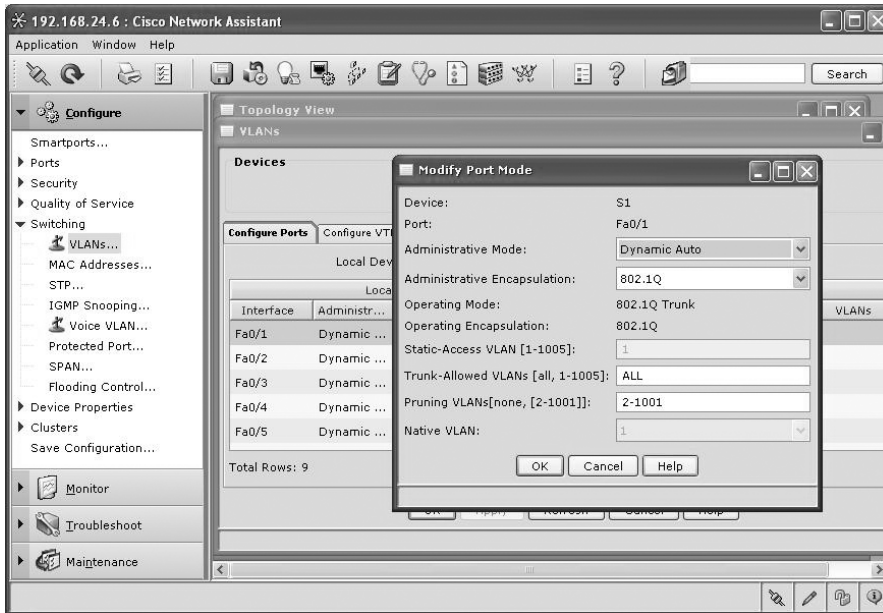 192.168.24.6 : Cisco Network Assistant
Application Window Help
Search
Configure
Smartports...
Ports
Security
Quality of Service
Switching
VLANs...
MAC Addresses...
STP...
IGMP Snooping...
Voice VLAN...
Protected Port...
SPAN...
Flooding Control...
Device Properties
Clusters
Save Configuration...
Monitor
Troubleshoot
Maintenance
Topology View
VLANs
Devices
Configure Ports Configure VT
Local Dev
Loca
Interface Administr... VLANs
Fa0/1 Dynamic ...
Fa0/2 Dynamic ...
Fa0/3 Dynamic ...
Fa0/4 Dynamic ...
Fa0/5 Dynamic ...
Total Rows: 9
Modify Port Mode
Device: S1
Port: Fa0/1
Administrative Mode: Dynamic Auto
Administrative Encapsulation: 802.1Q
Operating Mode: 802.1Q Trunk
Operating Encapsulation: 802.1Q
Static-Access VLAN [1-1005]: 1
Trunk-Allowed VLANs [all, 1-1005]: ALL
Pruning VLANs[none, [2-1001]]: 2-1001
Native VLAN: 1
OK Cancel Help